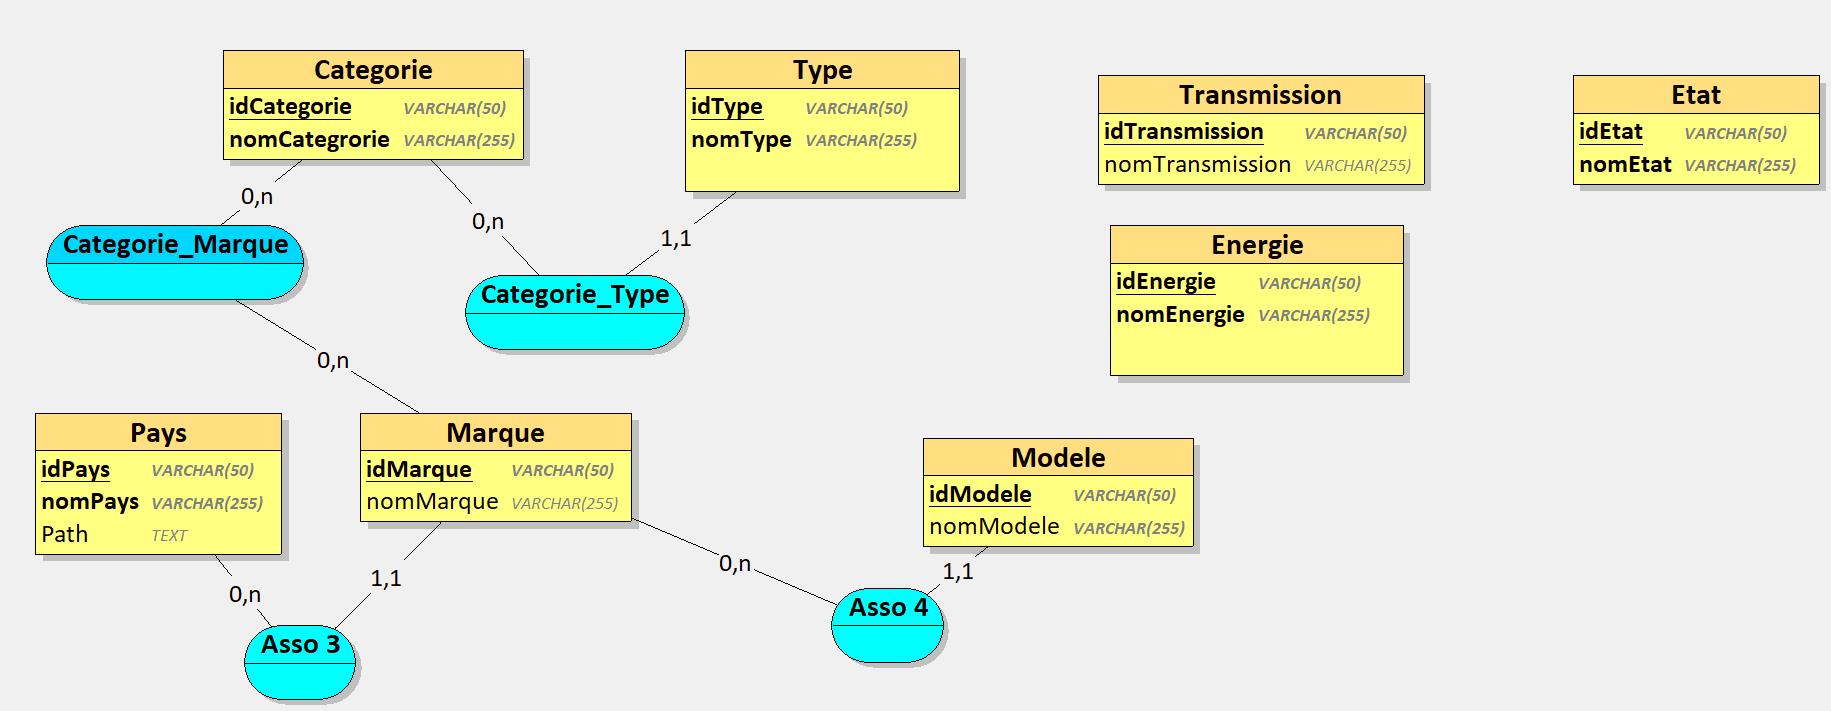 Categorie
idCategorie VARCHAR(50)
nomCategrorie VARCHAR(255)
Type
idType VARCHAR(50)
nomType VARCHAR(255)
Transmission
idTransmission VARCHAR(50)
nomTransmission VARCHAR(255)
Etat
idEtat VARCHAR(50)
nomEtat VARCHAR(255)
0,n
0,n
1,1
Categorie_Marque
Categorie_Type
Energie
idEnergie VARCHAR(50)
nomEnergie VARCHAR(255)
0,n
Pays
idPays VARCHAR(50)
nomPays VARCHAR(255)
Path TEXT
Marque
idMarque VARCHAR(50)
nomMarque VARCHAR(255)
Modele
idModele VARCHAR(50)
nomModele VARCHAR(255)
0,n
1,1
0,n
1,1
Asso 3
Asso 4